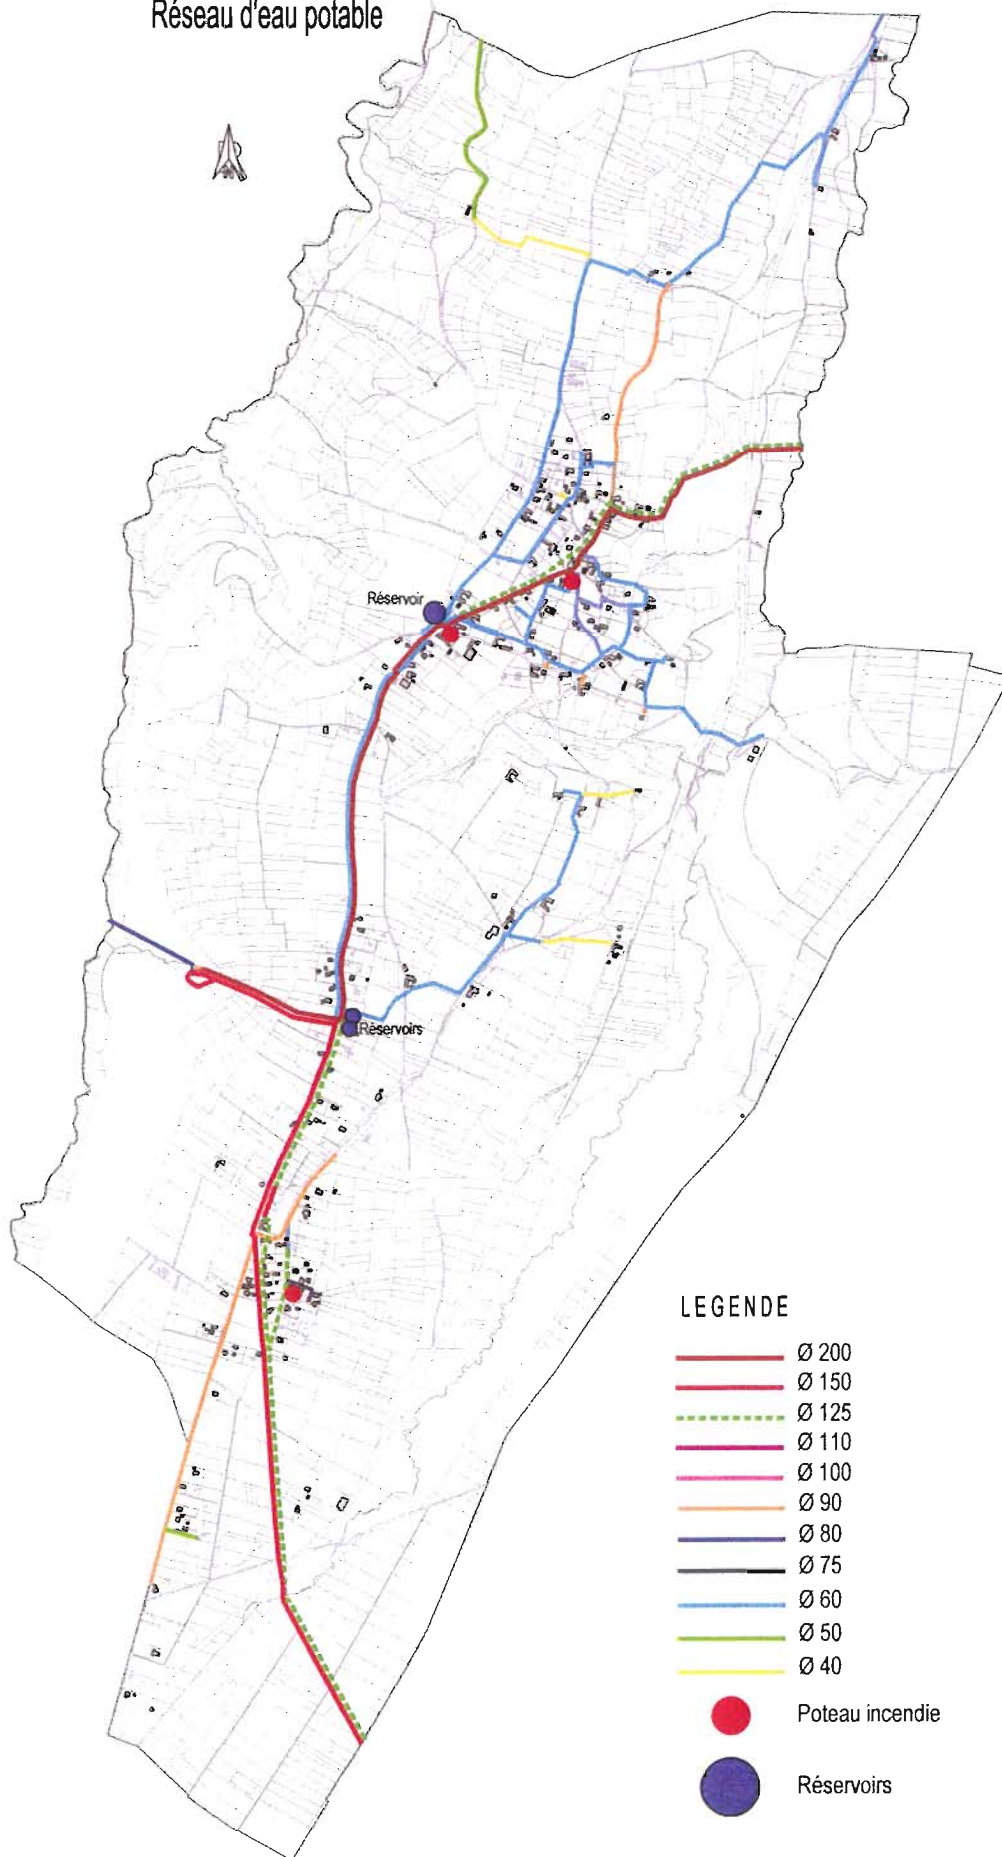 Réseau d'eau potable
Réservoir
Réservoirs
LEGENDE
Ø 200
Ø 150
Ø 125
Ø 110
Ø 100
Ø 90
Ø 80
Ø 75
Ø 60
Ø 50
Ø 40
Poteau incendie
Réservoirs